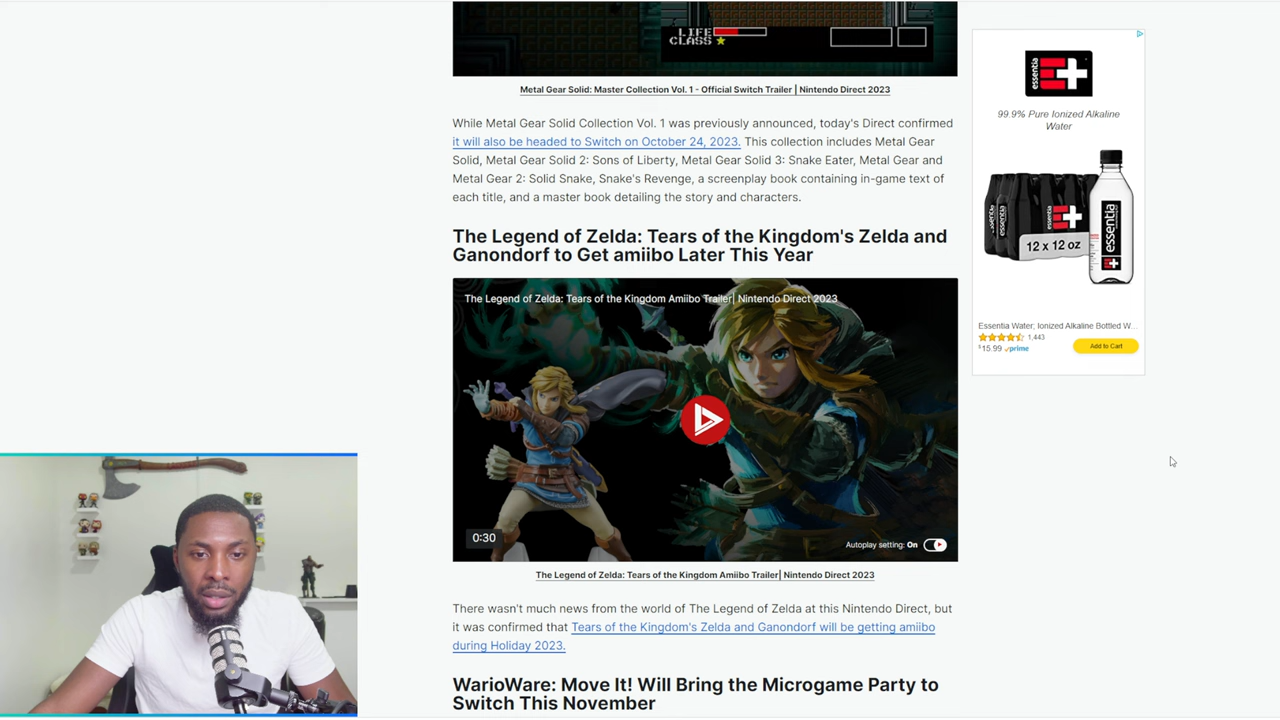 LIFE
CLASS
Metal Gear Solid: Master Collection Vol. 1 - Official Switch Trailer | Nintendo Direct 2023
While Metal Gear Solid Collection Vol. 1 was previously announced, today's Direct confirmed
it will also be headed to Switch on October 24, 2023. This collection includes Metal Gear
Solid, Metal Gear Solid 2: Sons of Liberty, Metal Gear Solid 3: Snake Eater, Metal Gear and
Metal Gear 2: Solid Snake, Snake's Revenge, a screenplay book containing in-game text of
each title, and a master book detailing the story and characters.
The Legend of Zelda: Tears of the Kingdom's Zelda and
Ganondorf to Get amiibo Later This Year
The Legend of Zelda: Tears of the Kingdom Amiibo Trailer| Nintendo Direct 2023
0:30
Autoplay setting: On
The Legend of Zelda: Tears of the Kingdom Amiibo Trailer| Nintendo Direct 2023
There wasn't much news from the world of The Legend of Zelda at this Nintendo Direct, but
it was confirmed that Tears of the Kingdom's Zelda and Ganondorf will be getting amiibo
during Holiday 2023.
WarioWare: Move It! Will Bring the Microgame Party to
Switch This November
essentia
99.9% Pure Ionized Alkaline
Water
essentia
12 x 12 oz
Essentia Water; Ionized Alkaline Bottled W...
1,443
$15.99 prime
Add to Cart